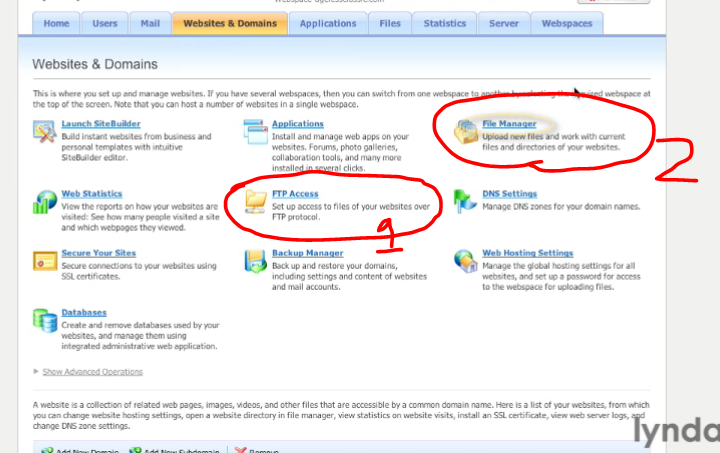 Home Users Mail Websites & Domains Applications Files Statistics Server Webspaces
Websites & Domains
This is where you set up and manage websites. If you have several webspaces, then you can switch from one webspace to another by selecting the required webspace at
the top of the screen. Note that you can host a number of websites in a single webspace.
Launch SiteBuilder
Build instant websites from business and
personal templates with intuitive
SiteBuilder editor.
Applications
Install and manage web apps on your
websites. Forums, photo galleries,
collaboration tools, and many more
installed in several clicks.
File Manager
Upload new files and work with current
files and directories of your websites.
2
Web Statistics
View the reports on how your websites are
visited: See how many people visited a site
and which webpages they viewed.
FTP Access
Set up access to files of your websites over
FTP protocol.
1
DNS Settings
Manage DNS zones for your domain names.
Secure Your Sites
Secure connections to your websites using
SSL certificates.
Backup Manager
Back up and restore your domains,
including settings and content of websites
and mail accounts.
Web Hosting Settings
Manage the global hosting settings for all
websites, and set up a password for access
to the webspace for uploading files.
Databases
Create and remove databases used by your
websites, and manage them using
integrated administrative web application.
Show Advanced Operations
A website is a collection of related web pages, images, videos, and other files that are accessible by a common domain name. Here is a list of your websites, from which
you can change website hosting settings, open a website directory in file manager, view statistics on website visits, install an SSL certificate, view web server logs, and
change DNS zone settings.
lynda
Add New Domain Add New Subdomain Remove